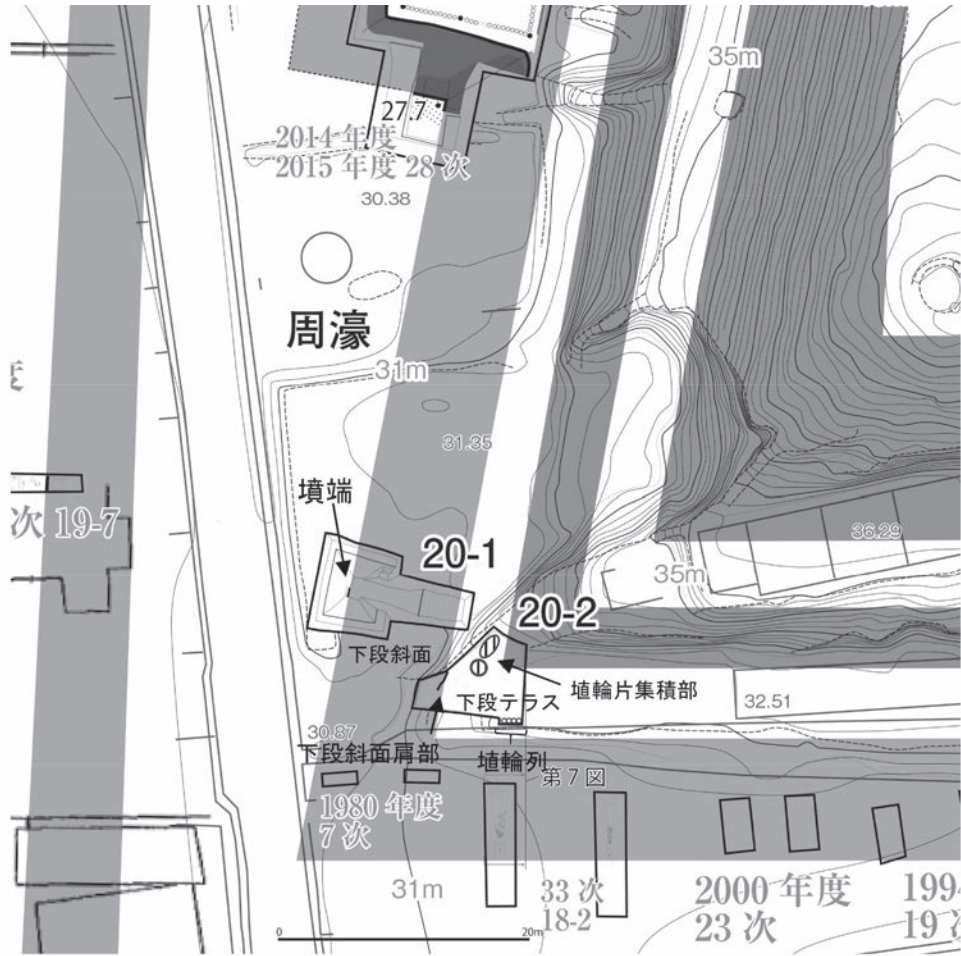 35m
27.7
2014 年度
2015 年度 28 次
30.38
周濠
31m
31.35
度
次 19-7
墳端
20-1
36.29
35m
20-2
下段斜面
埴輪片集積部
下段テラス
32.51
30.87
下段斜面肩部
埴輪列
第7図
1980 年度
7 次
31m
33 次
18-2
2000 年度
23 次
199
19
0
20m